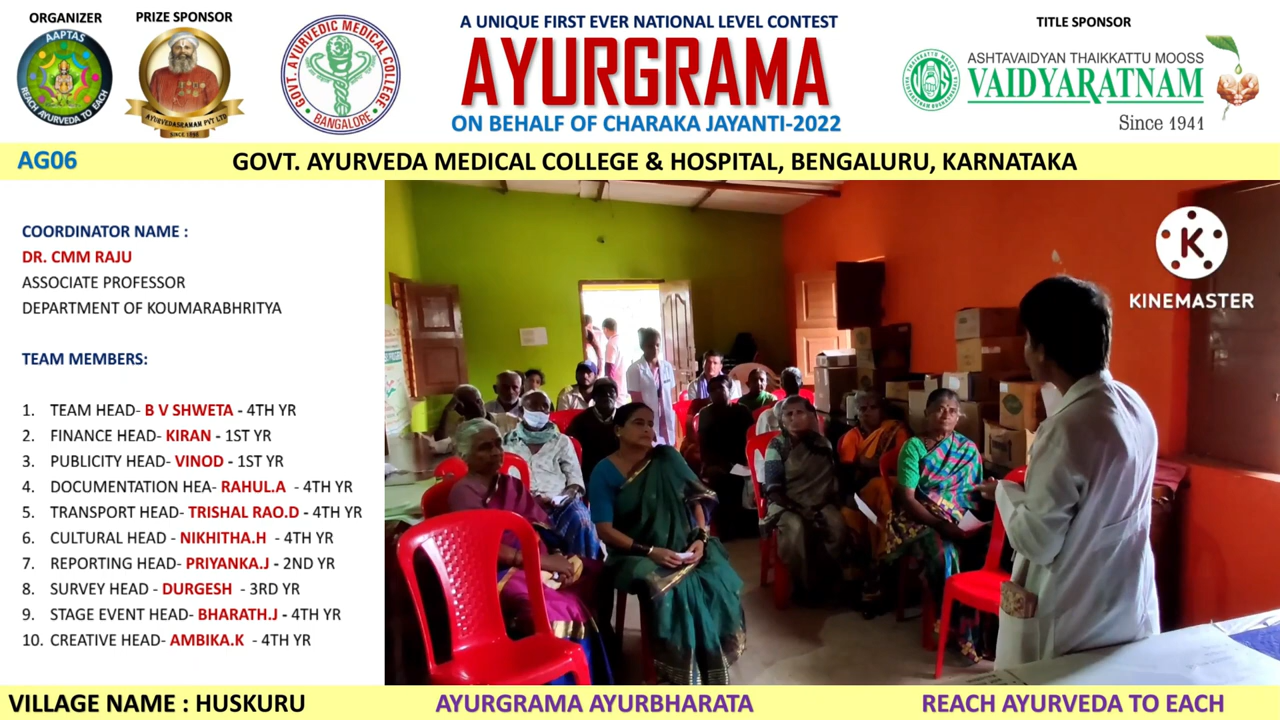 ORGANIZER
PRIZE SPONSOR
A UNIQUE FIRST EVER NATIONAL LEVEL CONTEST
TITLE SPONSOR
AAPTAS
REACH AYURVEDA TO EACH
AYURVEDASRAMAM PVT LTD
SINCE 1898
GOVT. AYURVEDIC MEDICAL COLLEGE
BANGALORE
AYURGRAMA
ON BEHALF OF CHARAKA JAYANTI-2022
ASHTAVAIDYAN THAIKKATTU MOOSS
VAIDYARATNAM
Since 1941
AG06
GOVT. AYURVEDA MEDICAL COLLEGE & HOSPITAL, BENGALURU, KARNATAKA
COORDINATOR NAME :
DR. CMM RAJU
ASSOCIATE PROFESSOR
DEPARTMENT OF KOUMARABHRITYA
TEAM MEMBERS:
1. TEAM HEAD- B V SHWETA - 4TH YR
2. FINANCE HEAD- KIRAN - 1ST YR
3. PUBLICITY HEAD- VINOD - 1ST YR
4. DOCUMENTATION HEA- RAHUL.A - 4TH YR
5. TRANSPORT HEAD- TRISHAL RAO.D - 4TH YR
6. CULTURAL HEAD - NIKHITHA.H - 4TH YR
7. REPORTING HEAD- PRIYANKA.J - 2ND YR
8. SURVEY HEAD - DURGESH - 3RD YR
9. STAGE EVENT HEAD- BHARATH.J - 4TH YR
10. CREATIVE HEAD- AMBIKA.K - 4TH YR
K
KINEMASTER
VILLAGE NAME : HUSKURU
AYURGRAMA AYURBHARATA
REACH AYURVEDA TO EACH